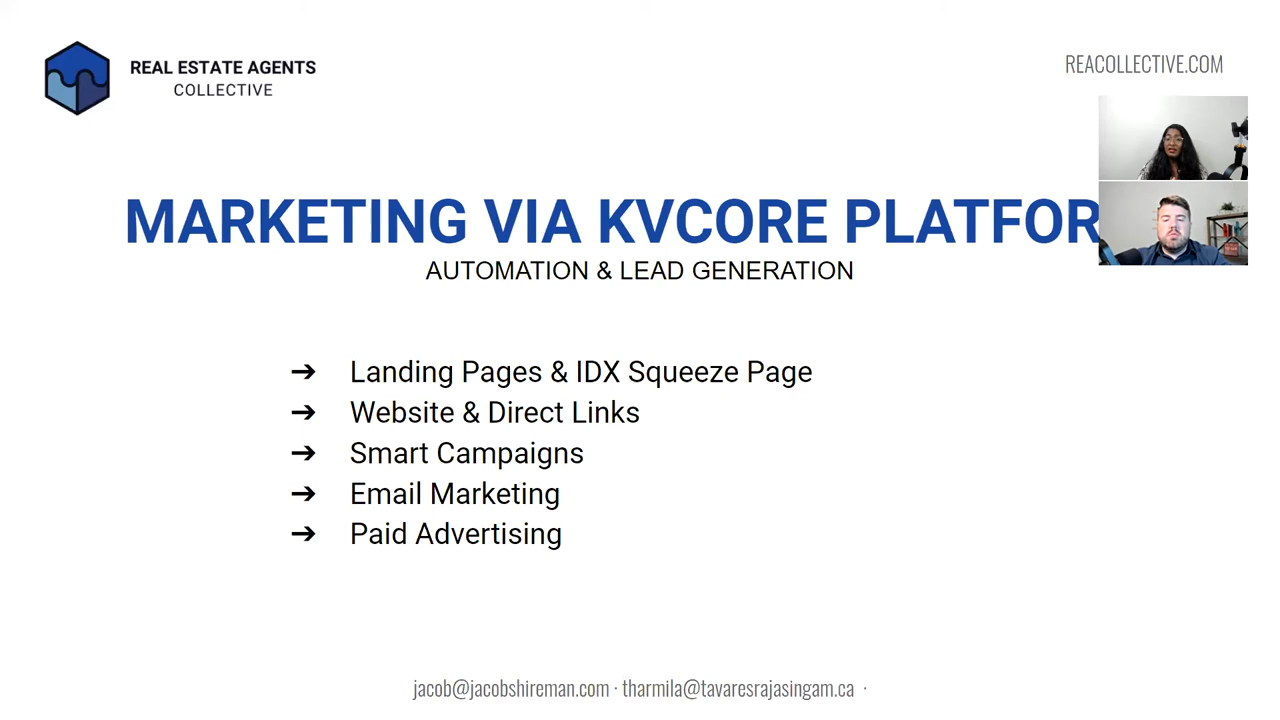 REAL ESTATE AGENTS
COLLECTIVE
REACOLLECTIVE.COM
MARKETING VIA KVCORE PLATFOR
AUTOMATION & LEAD GENERATION
➔ Landing Pages & IDX Squeeze Page
➔ Website & Direct Links
➔ Smart Campaigns
➔ Email Marketing
➔ Paid Advertising
jacob@jacobshireman.com · tharmila@tavaresrajasingam.ca ·